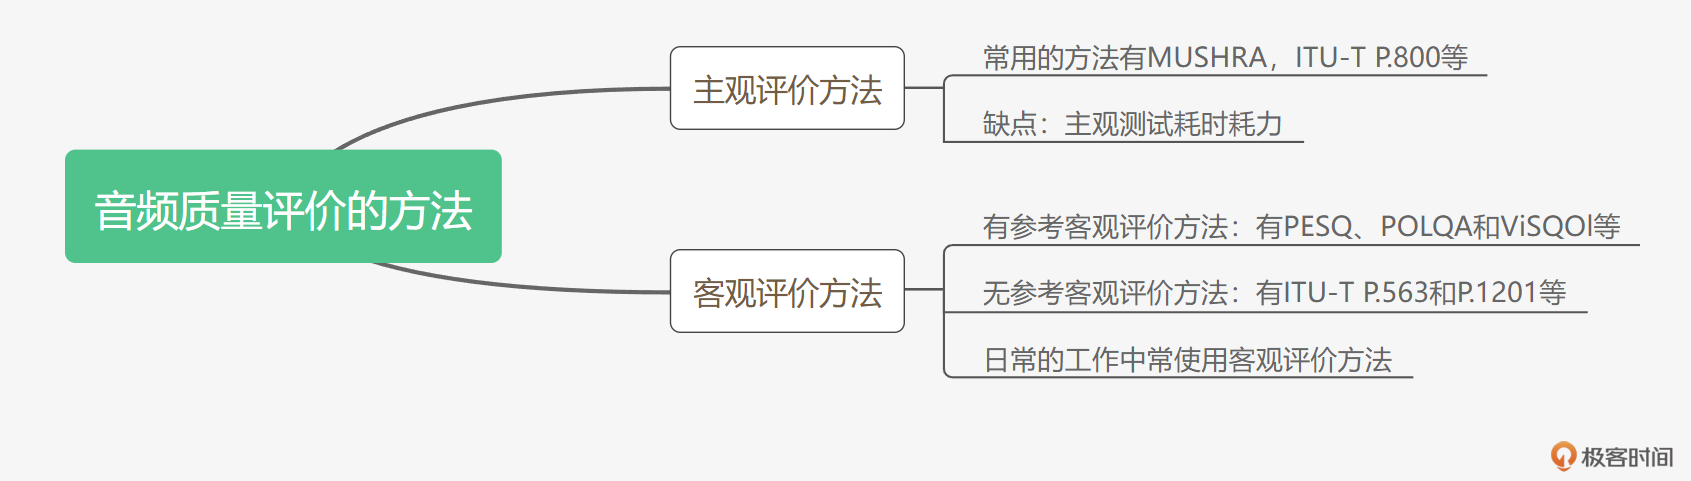 音频质量评价的方法
主观评价方法
常用的方法有MUSHRA，ITU-T P.800等
缺点：主观测试耗时耗力
客观评价方法
有参考客观评价方法：有PESQ、POLQA和ViSQOl等
无参考客观评价方法：有ITU-T P.563和P.1201等
日常的工作中常使用客观评价方法
极客时间